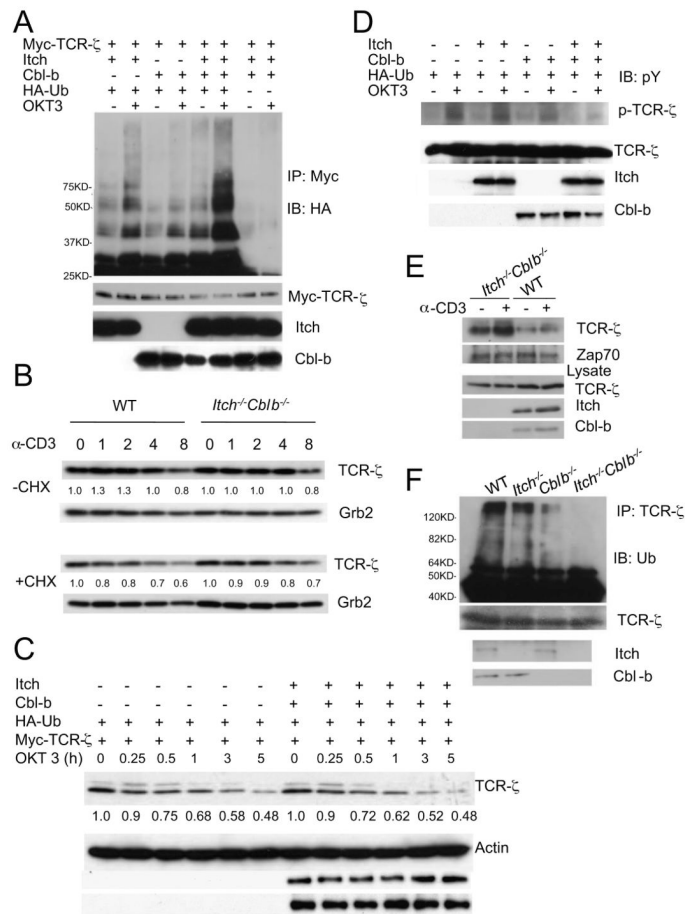 A
Myc-TCR-ζ + + + + + + + +
Itch + + - - + + + +
Cbl-b - - + + + + + +
HA-Ub + + + + + + - -
OKT3 - + - + - + - +
IP: Myc
75KD-
50KD-
IB: HA
37KD-
25KD-
Myc-TCR-ζ
Itch
Cbl-b
B
WT Itch-/-Cblb-/-
α-CD3 0 1 2 4 8 0 1 2 4 8
TCR-ζ
-CHX
1.0 1.3 1.3 1.0 0.8 1.0 1.0 1.0 1.0 0.8
Grb2
TCR-ζ
+CHX
1.0 0.8 0.8 0.7 0.6 1.0 0.9 0.9 0.8 0.7
Grb2
C
Itch - - - - - - + + + + + +
Cbl-b - - - - - - + + + + + +
HA-Ub + + + + + + + + + + + +
Myc-TCR-ζ + + + + + + + + + + + +
OKT 3 (h) 0 0.25 0.5 1 3 5 0 0.25 0.5 1 3 5
TCR-ζ
1.0 0.9 0.75 0.68 0.58 0.48 1.0 0.9 0.72 0.62 0.52 0.48
Actin
D
Itch - - + + - - + +
Cbl-b - - - - + + + +
HA-Ub + + + + + + + +
IB: pY
OKT3 - + - + - + - +
p-TCR-ζ
TCR-ζ
Itch
Cbl-b
E
Itch-/-Cblb-/- WT
α-CD3 - + - +
TCR-ζ
Zap70
Lysate
TCR-ζ
Itch
Cbl-b
F
WT Itch-/- Cblb-/- Itch-/-Cblb-/-
IP: TCR-ζ
120KD-
82KD-
IB: Ub
64KD-
50KD-
40KD-
TCR-ζ
Itch
Cbl-b